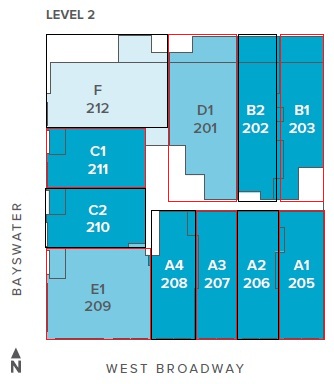 LEVEL 2
F
212
D1
201
B2
202
B1
203
C1
211
C2
210
E1
209
A4
208
A3
207
A2
206
A1
205
BAYSWATER
N
WEST BROADWAY